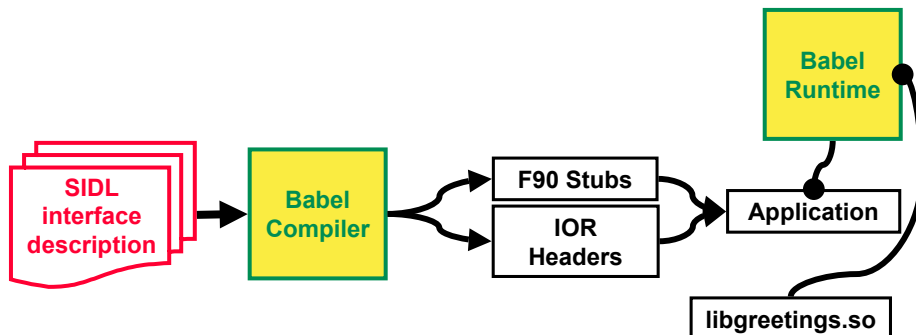 SIDL
interface
description
Babel
Compiler
F90 Stubs
IOR
Headers
Babel
Runtime
Application
libgreetings.so